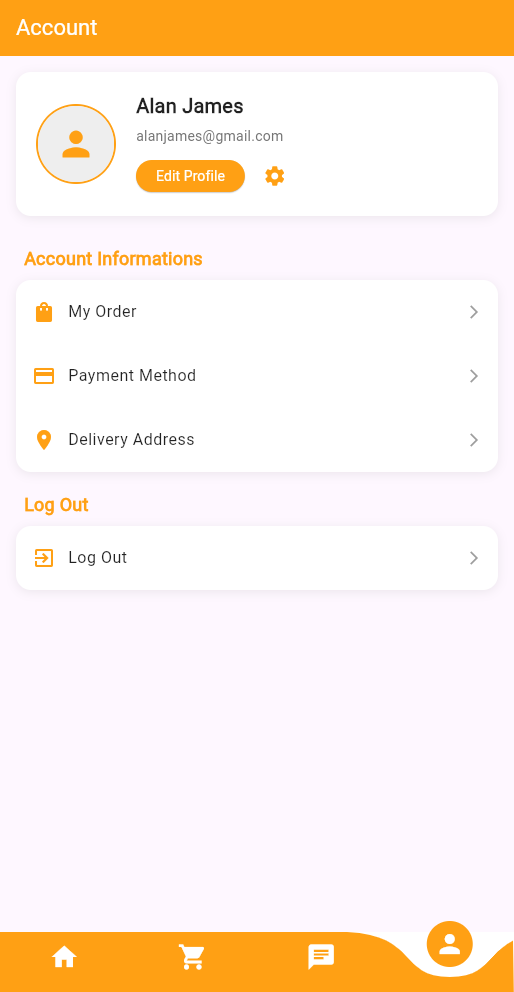 Account
Alan James
alanjames@gmail.com
Edit Profile
Account Informations
My Order
Payment Method
Delivery Address
Log Out
Log Out